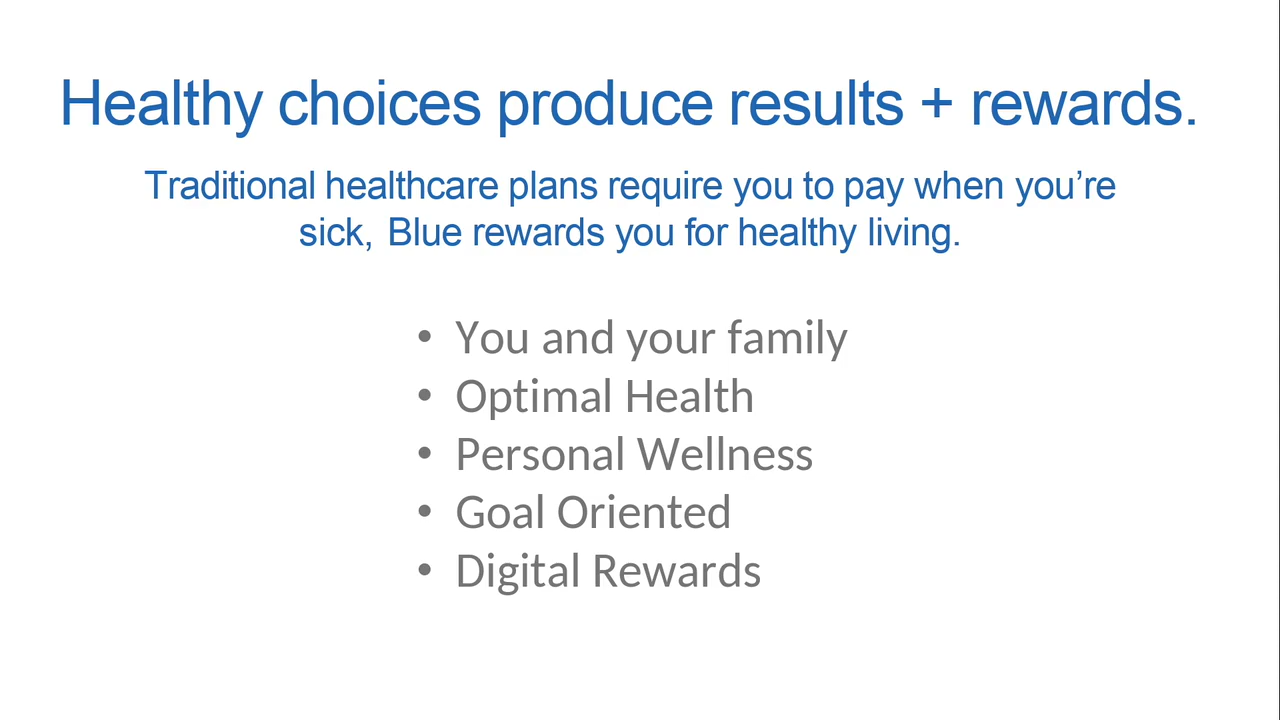 Healthy choices produce results + rewards.
Traditional healthcare plans require you to pay when you’re
sick, Blue rewards you for healthy living.
• You and your family
• Optimal Health
• Personal Wellness
• Goal Oriented
• Digital Rewards